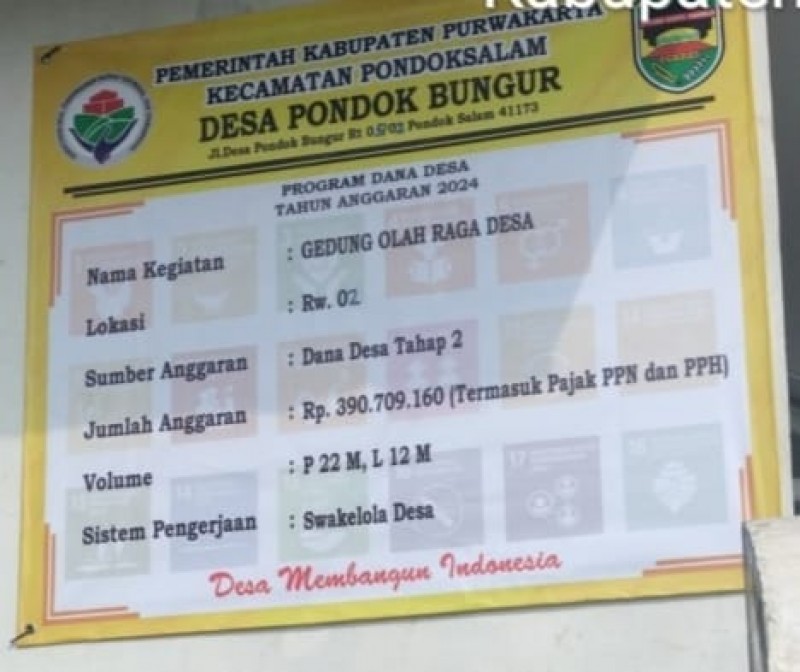 Kabupaten
PEMERINTAH KABUPATEN PURWAKARTA
KECAMATAN PONDOKSALAM
DESA PONDOK BUNGUR
Jl.Desa Pondok Bungur Rt 05/02 Pondok Salam 41173
PROGRAM DANA DESA
TAHUN ANGGARAN 2024
Nama Kegiatan : GEDUNG OLAH RAGA DESA
Lokasi : Rw. 02
Sumber Anggaran : Dana Desa Tahap 2
Jumlah Anggaran : Rp. 390.709.160 (Termasuk Pajak PPN dan PPH)
Volume : P 22 M, L 12 M
Sistem Pengerjaan : Swakelola Desa
Desa Membangun Indonesia